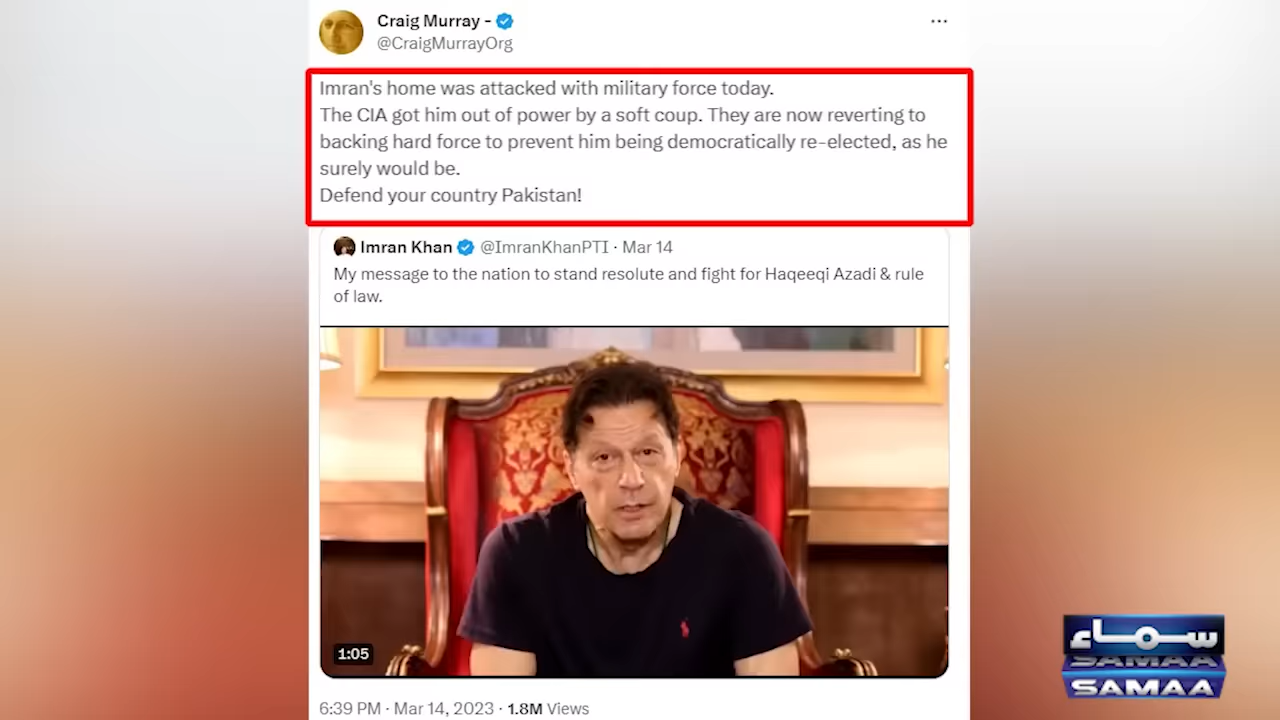 Craig Murray -
@CraigMurrayOrg
Imran's home was attacked with military force today.
The CIA got him out of power by a soft coup. They are now reverting to
backing hard force to prevent him being democratically re-elected, as he
surely would be.
Defend your country Pakistan!
Imran Khan @ImranKhanPTI · Mar 14
My message to the nation to stand resolute and fight for Haqeeqi Azadi & rule
of law.
1:05
6:39 PM · Mar 14, 2023 · 1.8M Views
سماء
SAMAA
SAMAA